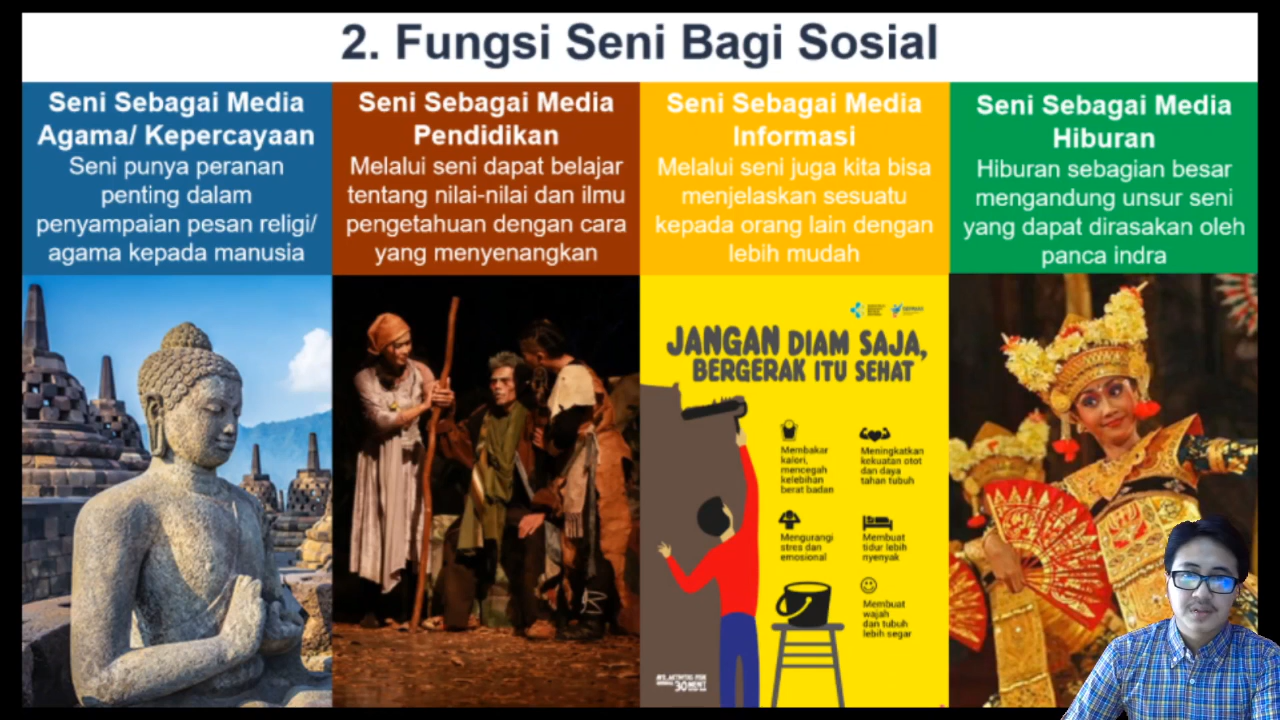 2. Fungsi Seni Bagi Sosial
Seni Sebagai Media
Agama/ Kepercayaan
Seni punya peranan
penting dalam
penyampaian pesan religi/
agama kepada manusia
Seni Sebagai Media
Pendidikan
Melalui seni dapat belajar
tentang nilai-nilai dan ilmu
pengetahuan dengan cara
yang menyenangkan
Seni Sebagai Media
Informasi
Melalui seni juga kita bisa
menjelaskan sesuatu
kepada orang lain dengan
lebih mudah
Seni Sebagai Media
Hiburan
Hiburan sebagian besar
mengandung unsur seni
yang dapat dirasakan oleh
panca indra
JANGAN DIAM SAJA,
BERGERAK ITU SEHAT
Membakar
kalori,
mencegah
kelebihan
berat badan
Meningkatkan
kekuatan otot
dan daya
tahan tubuh
Mengurangi
stres dan
emosional
Membuat
tidur lebih
nyenyak
Membuat
wajah
dan tubuh
lebih segar
30